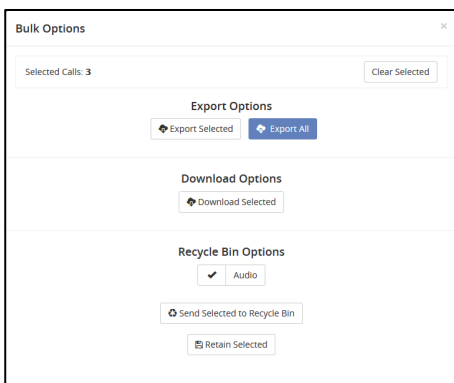 Bulk Options ×
Selected Calls: 3 Clear Selected
Export Options
Export Selected Export All
Download Options
Download Selected
Recycle Bin Options
Audio
Send Selected to Recycle Bin
Retain Selected